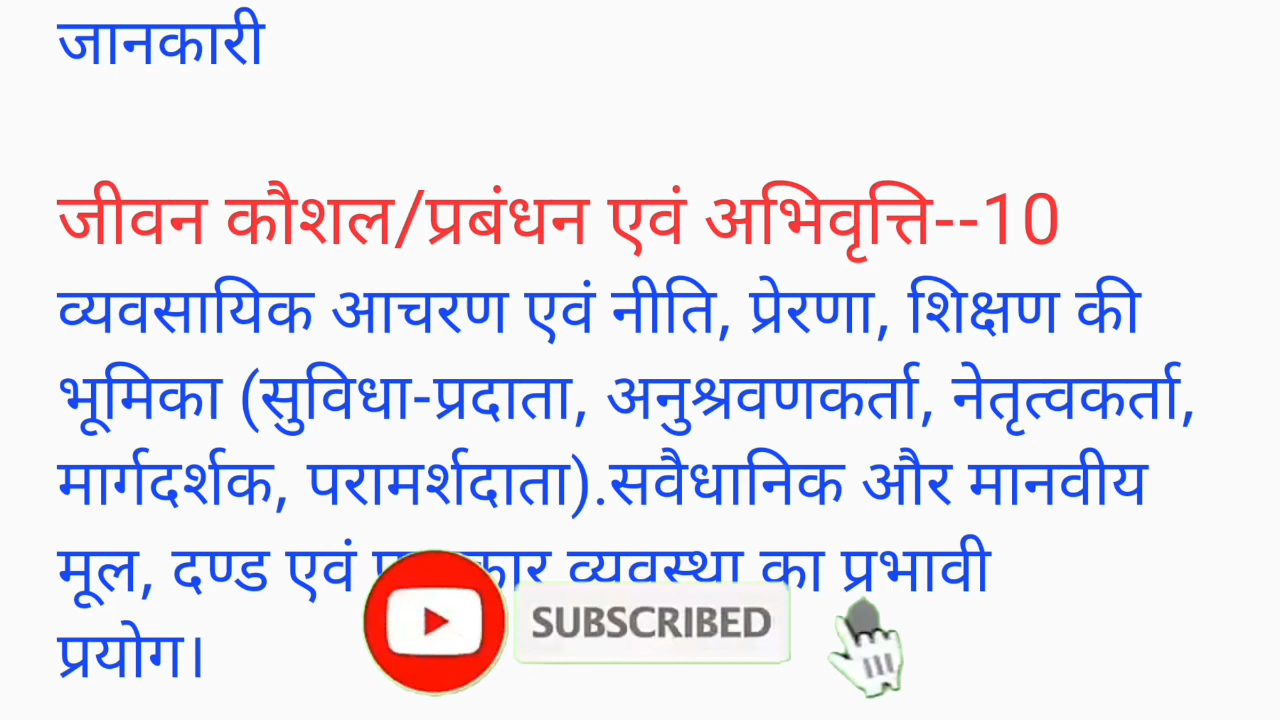 जानकारी
जीवन कौशल/प्रबंधन एवं अभिवृत्ति--10
व्यवसायिक आचरण एवं नीति, प्रेरणा, शिक्षण की
भूमिका (सुविधा-प्रदाता, अनुश्रवणकर्ता, नेतृत्वकर्ता,
मार्गदर्शक, परामर्शदाता).सवैधानिक और मानवीय
मूल, दण्ड एवं व्यवस्था का प्रभावी
प्रयोग।
SUBSCRIBED